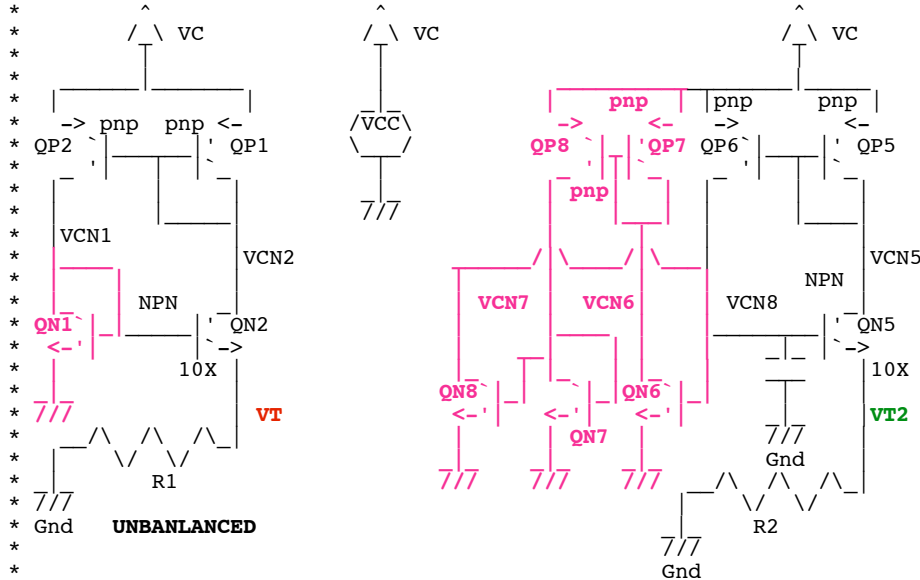 VC VC VC
pnp pnp pnp pnp pnp
VCC
QP2 QP1 QP8 QP7 QP6 QP5
pnp
VCN1 VCN2 VCN5
NPN VCN7 VCN6 VCN8 NPN
QN1 QN2 QN5
10X 10X
QN8 QN6
VT VT2
QN7
Gnd
R1
Gnd UNBANLANCED R2
Gnd